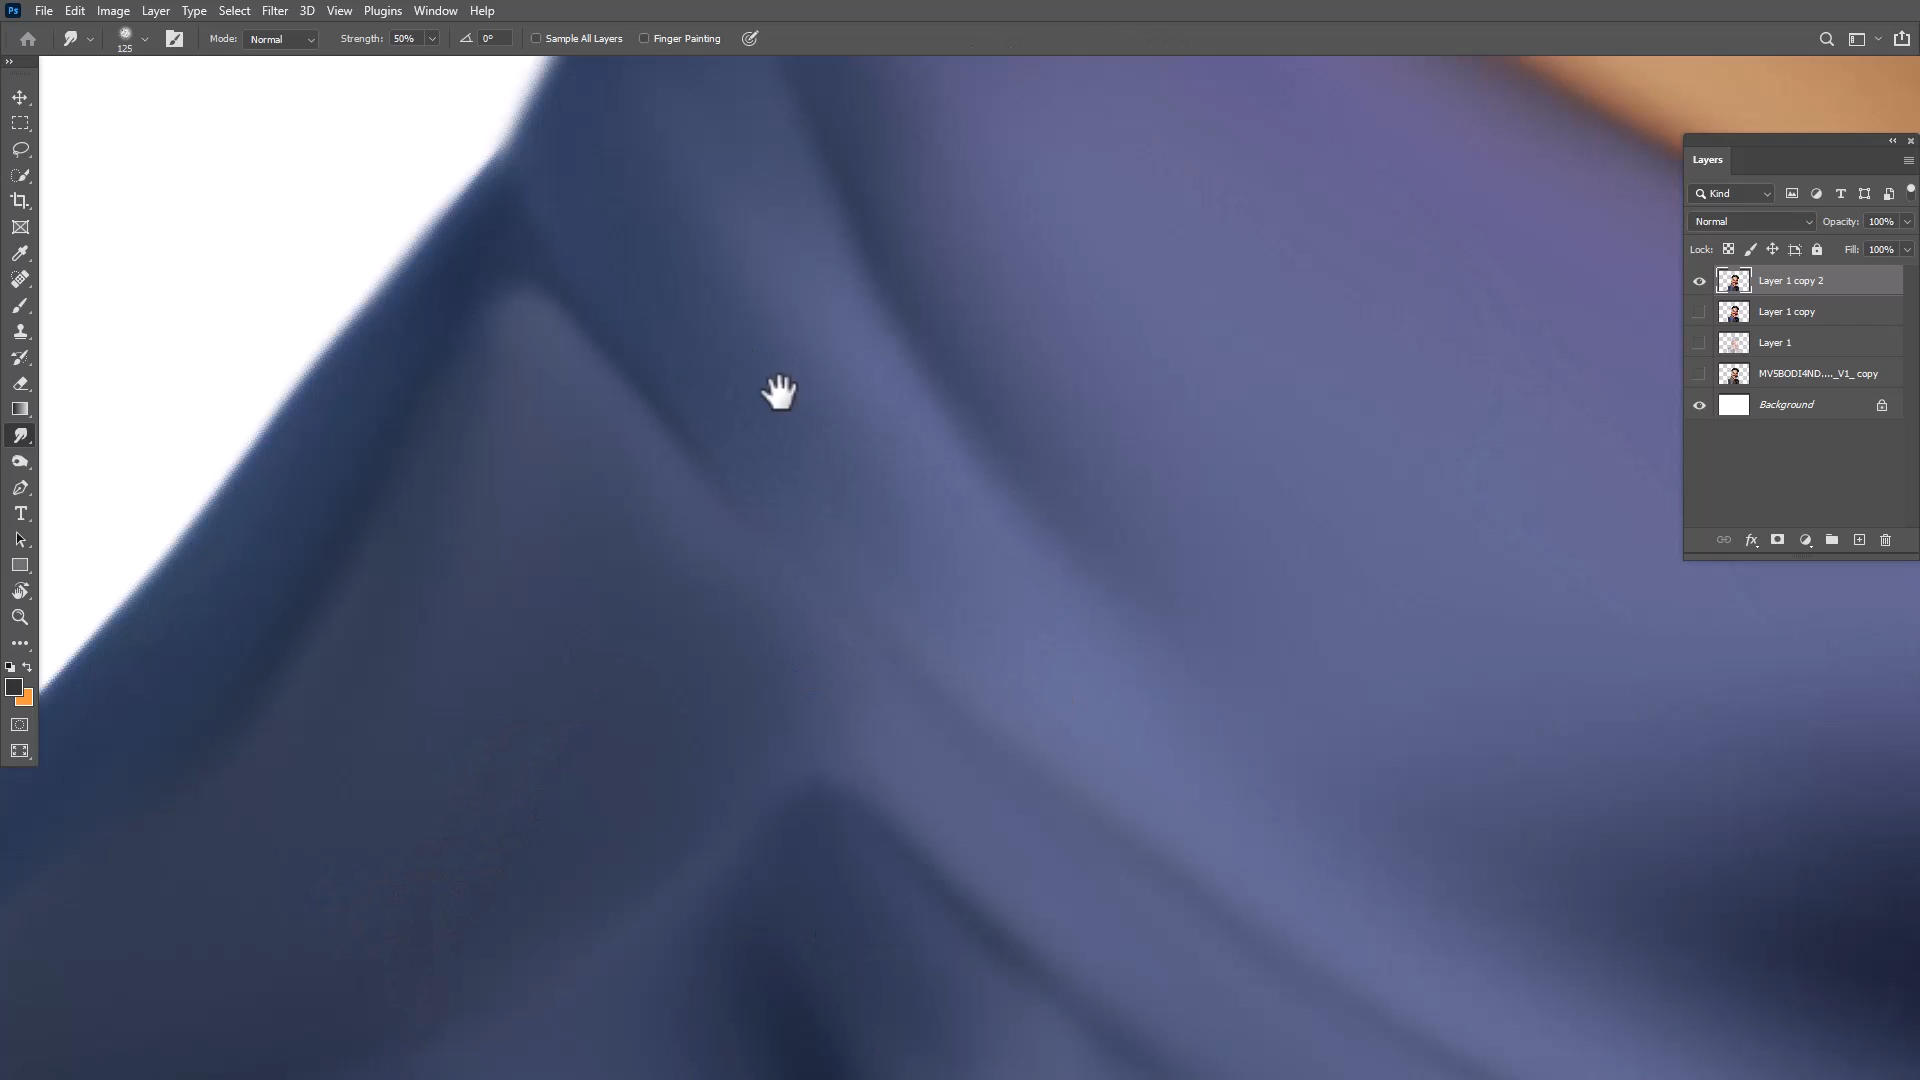 Ps File Edit Image Layer Type Select Filter 3D View Plugins Window Help
125 Mode: Normal Strength: 50% 0° Sample All Layers Finger Painting
Layers
Kind
Normal Opacity: 100%
Lock: Fill: 100%
Layer 1 copy 2
Layer 1 copy
Layer 1
MV5BODI4ND...._V1_ copy
Background
fx